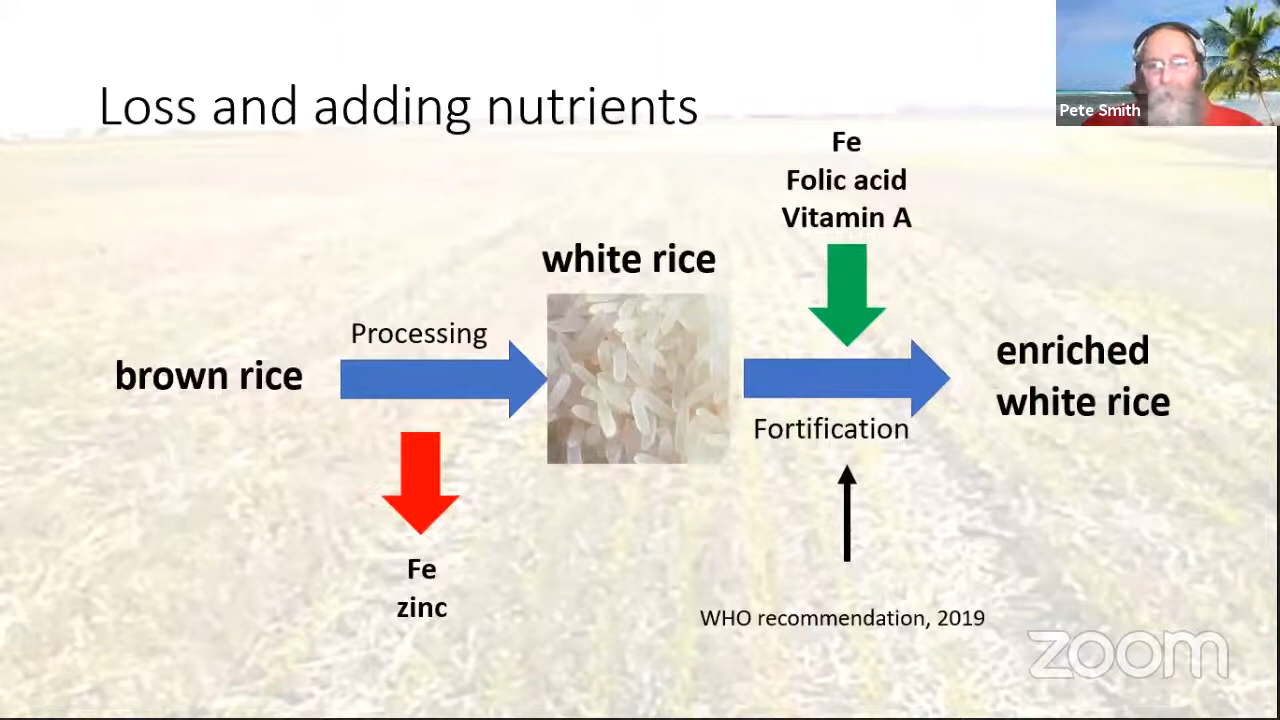 Loss and adding nutrients
Pete Smith
Fe
Folic acid
Vitamin A
white rice
Processing
brown rice
enriched
white rice
Fortification
Fe
zinc
WHO recommendation, 2019
zoom